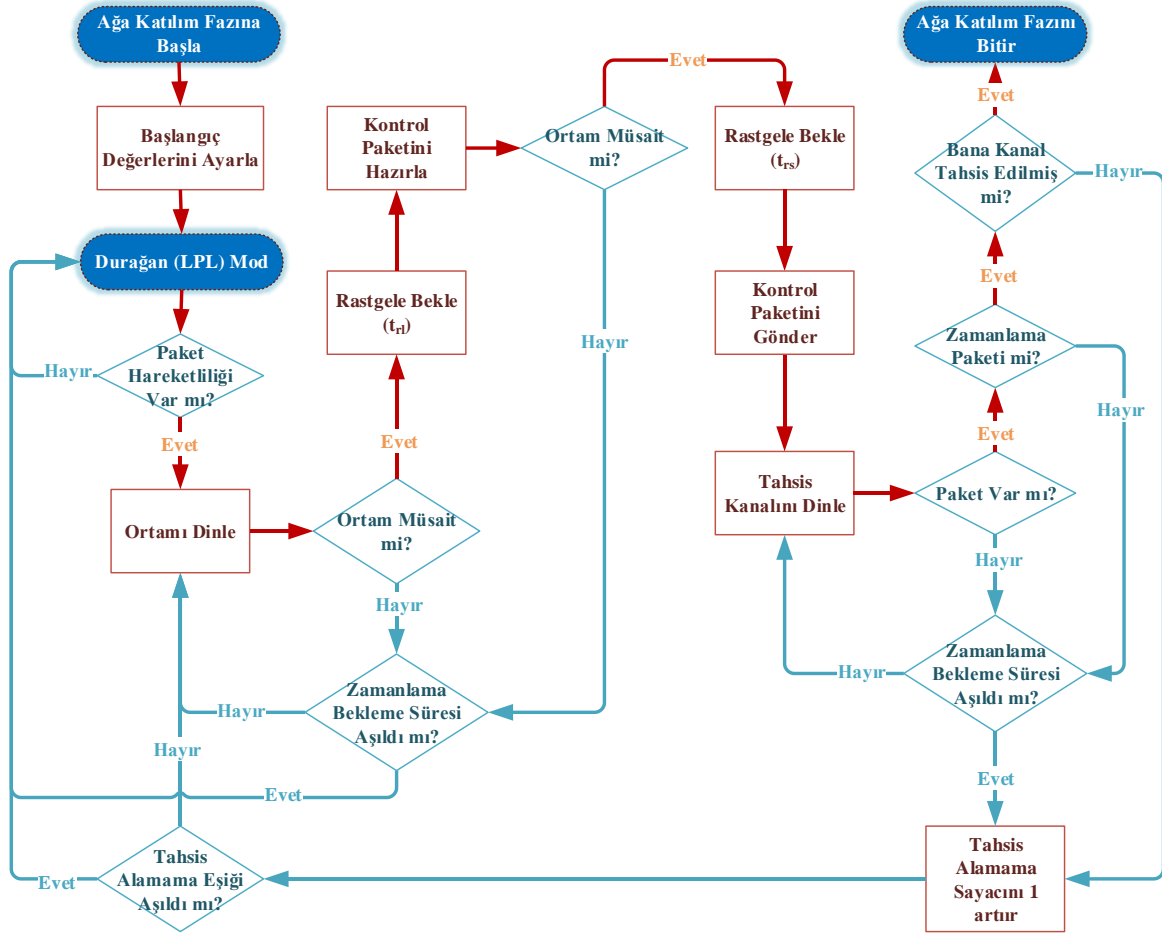 Ağa Katılım Fazına
Başla
Başlangıç
Değerlerini Ayarla
Durağan (LPL) Mod
Paket
Hareketliliği
Var mı?
Hayır
Evet
Ortamı Dinle
Ortam Müsait
mi?
Evet
Rastgele Bekle
(trl)
Kontrol
Paketini
Hazırla
Hayır
Zamanlama
Bekleme Süresi
Aşıldı mı?
Hayır
Evet
Ortam Müsait
mi?
Evet
Hayır
Rastgele Bekle
(trs)
Kontrol
Paketini
Gönder
Tahsis
Kanalını Dinle
Paket Var mı?
Evet
Hayır
Zamanlama
Paketi mi?
Evet
Hayır
Bana Kanal
Tahsis Edilmiş
mi?
Evet
Hayır
Ağa Katılım Fazını
Bitir
Zamanlama
Bekleme Süresi
Aşıldı mı?
Hayır
Evet
Tahsis
Alamama
Sayacını 1
artıır
Tahsis
Alamama Eşiği
Aşıldı mı?
Hayır
Evet